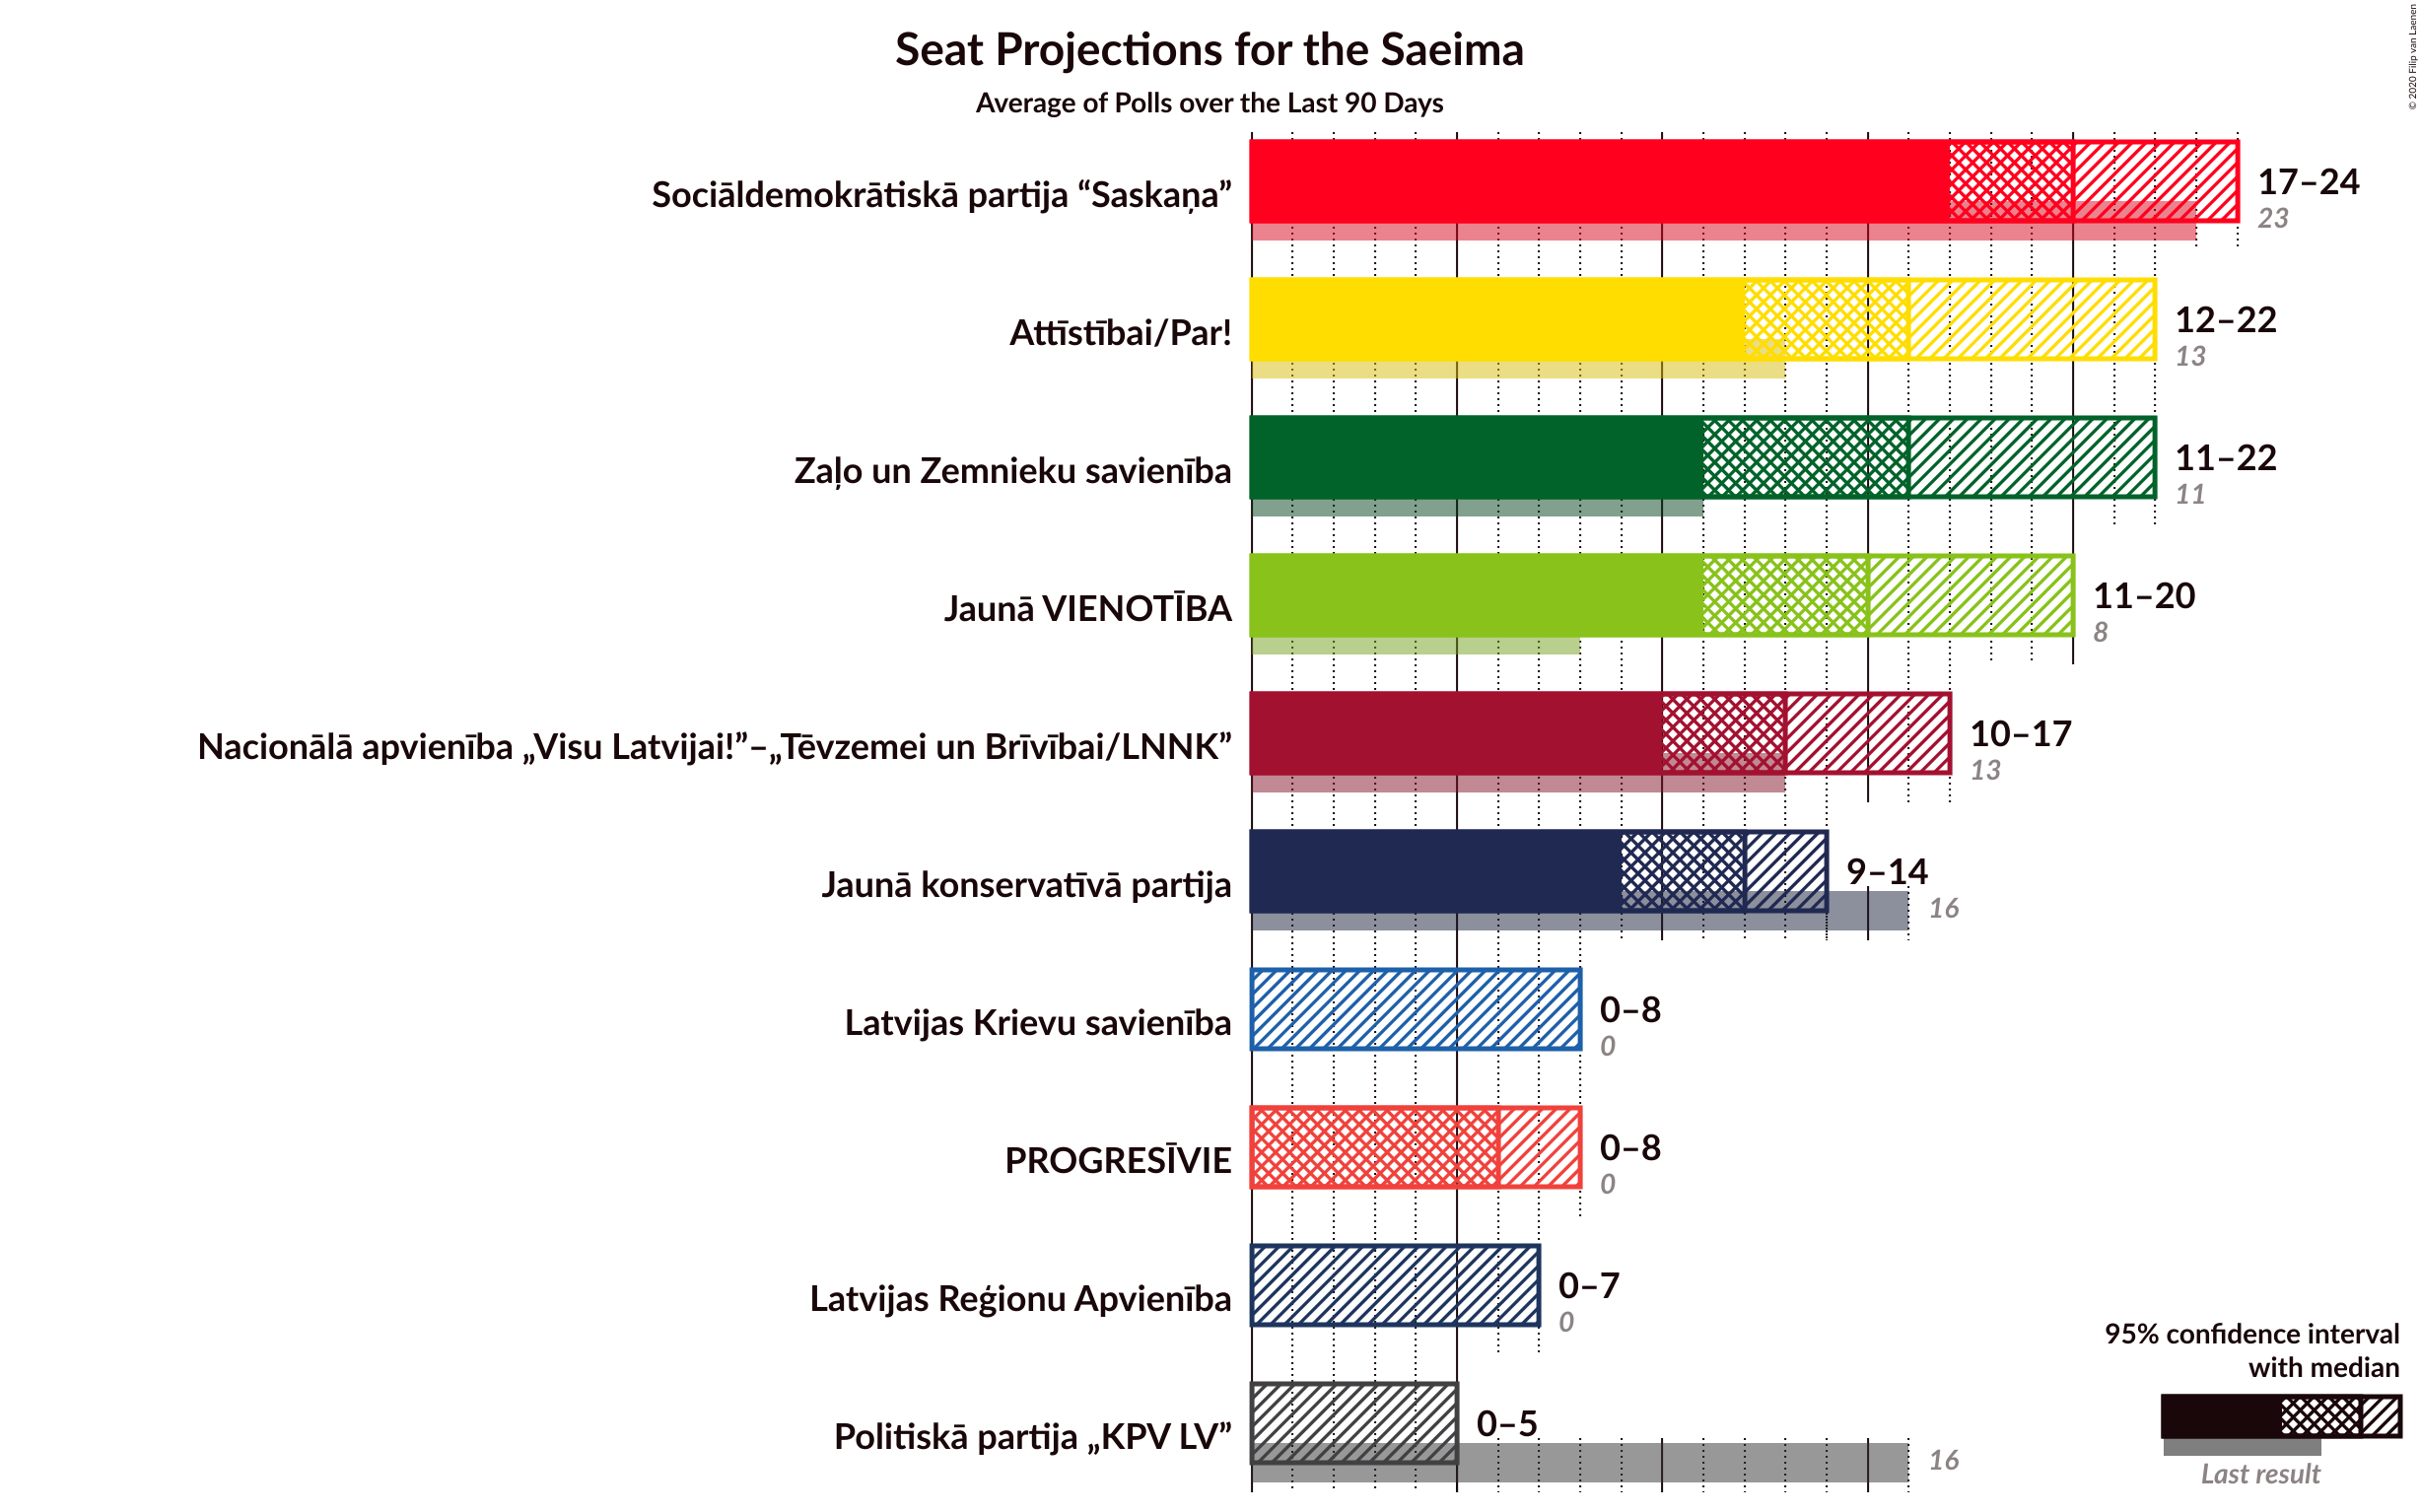 Seat Projections for the Saeima
Average of Polls over the Last 90 Days
© 2020 Filip van Laenen
Sociāldemokrātiskā partija “Saskaņa”
17–24
23
Attīstībai/Par!
12–22
13
Zaļo un Zemnieku savienība
11–22
11
Jaunā VIENOTĪBA
11–20
8
Nacionālā apvienība „Visu Latvijai!”–„Tēvzemei un Brīvībai/LNNK”
10–17
13
Jaunā konservatīvā partija
9–14
16
Latvijas Krievu savienība
0–8
0
PROGRESĪVIE
0–8
0
Latvijas Reģionu Apvienība
0–7
0
Politiskā partija „KPV LV”
0–5
16
95% confidence interval
with median
Last result